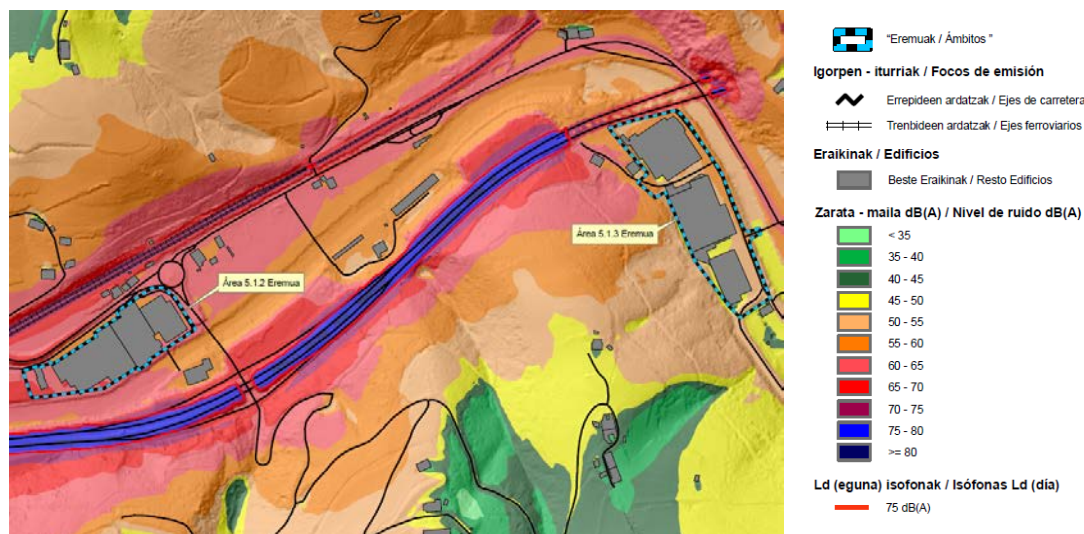 Área 5.1.2 Eremua
Área 5.1.3 Eremua
"Eremuak / Ámbitos "
Igorpen - iturriak / Focos de emisión
Errepideen ardatzak / Ejes de carretera
Trenbideen ardatzak / Ejes ferroviarios
Eraikinak / Edificios
Beste Eraikinak / Resto Edificios
Zarata - maila dB(A) / Nivel de ruido dB(A)
< 35
35 - 40
40 - 45
45 - 50
50 - 55
55 - 60
60 - 65
65 - 70
70 - 75
75 - 80
>= 80
Ld (eguna) isofonak / Isófonas Ld (día)
75 dB(A)